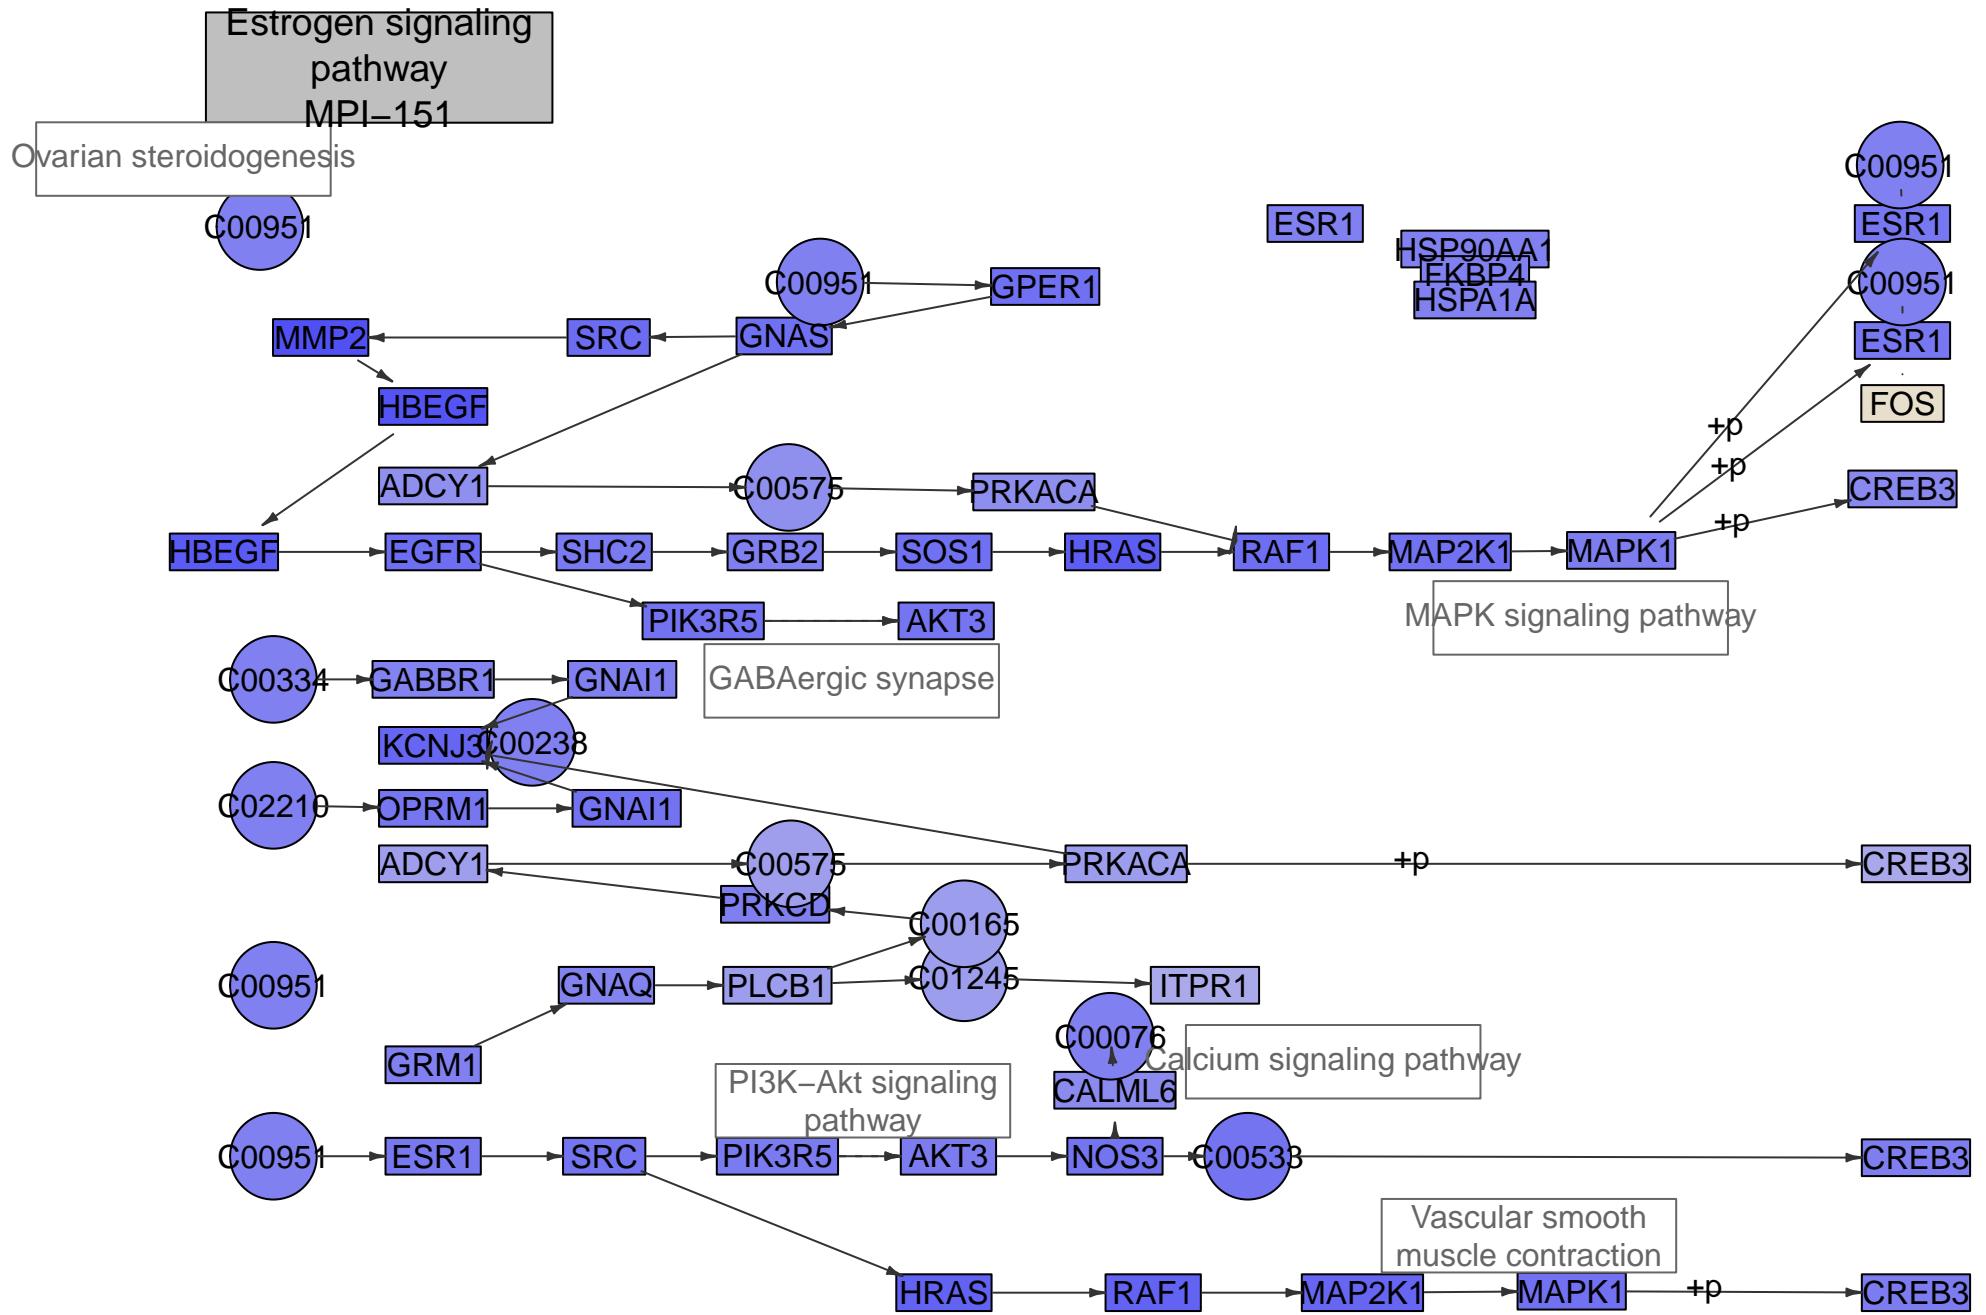 Estrogen signaling
pathway
MPI−151
Ovarian steroidogenesis
C00951
C00951
ESR1
C00951
ESR1
HSP90AA1
FKBP4
HSPA1A
C00951
GPER1
C00951
MMP2
SRC
GNAS
ESR1
HBEGF
FOS
+p
+p
ADCY1
C00575
PRKACA
CREB3
+p
HBEGF
EGFR
SHC2
GRB2
SOS1
HRAS
RAF1
MAP2K1
MAPK1
PIK3R5
AKT3
MAPK signaling pathway
C00334
GABBR1
GNAI1
GABAergic synapse
KCNJ3
C00238
C02210
OPRM1
GNAI1
ADCY1
C00575
PRKACA
+p
CREB3
PRKCD
C00165
C00951
GNAQ
PLCB1
C01245
ITPR1
C00076
Calcium signaling pathway
GRM1
PI3K−Akt signaling
pathway
CALML6
C00951
ESR1
SRC
PIK3R5
AKT3
NOS3
C00533
CREB3
Vascular smooth
muscle contraction
HRAS
RAF1
MAP2K1
MAPK1
+p
CREB3